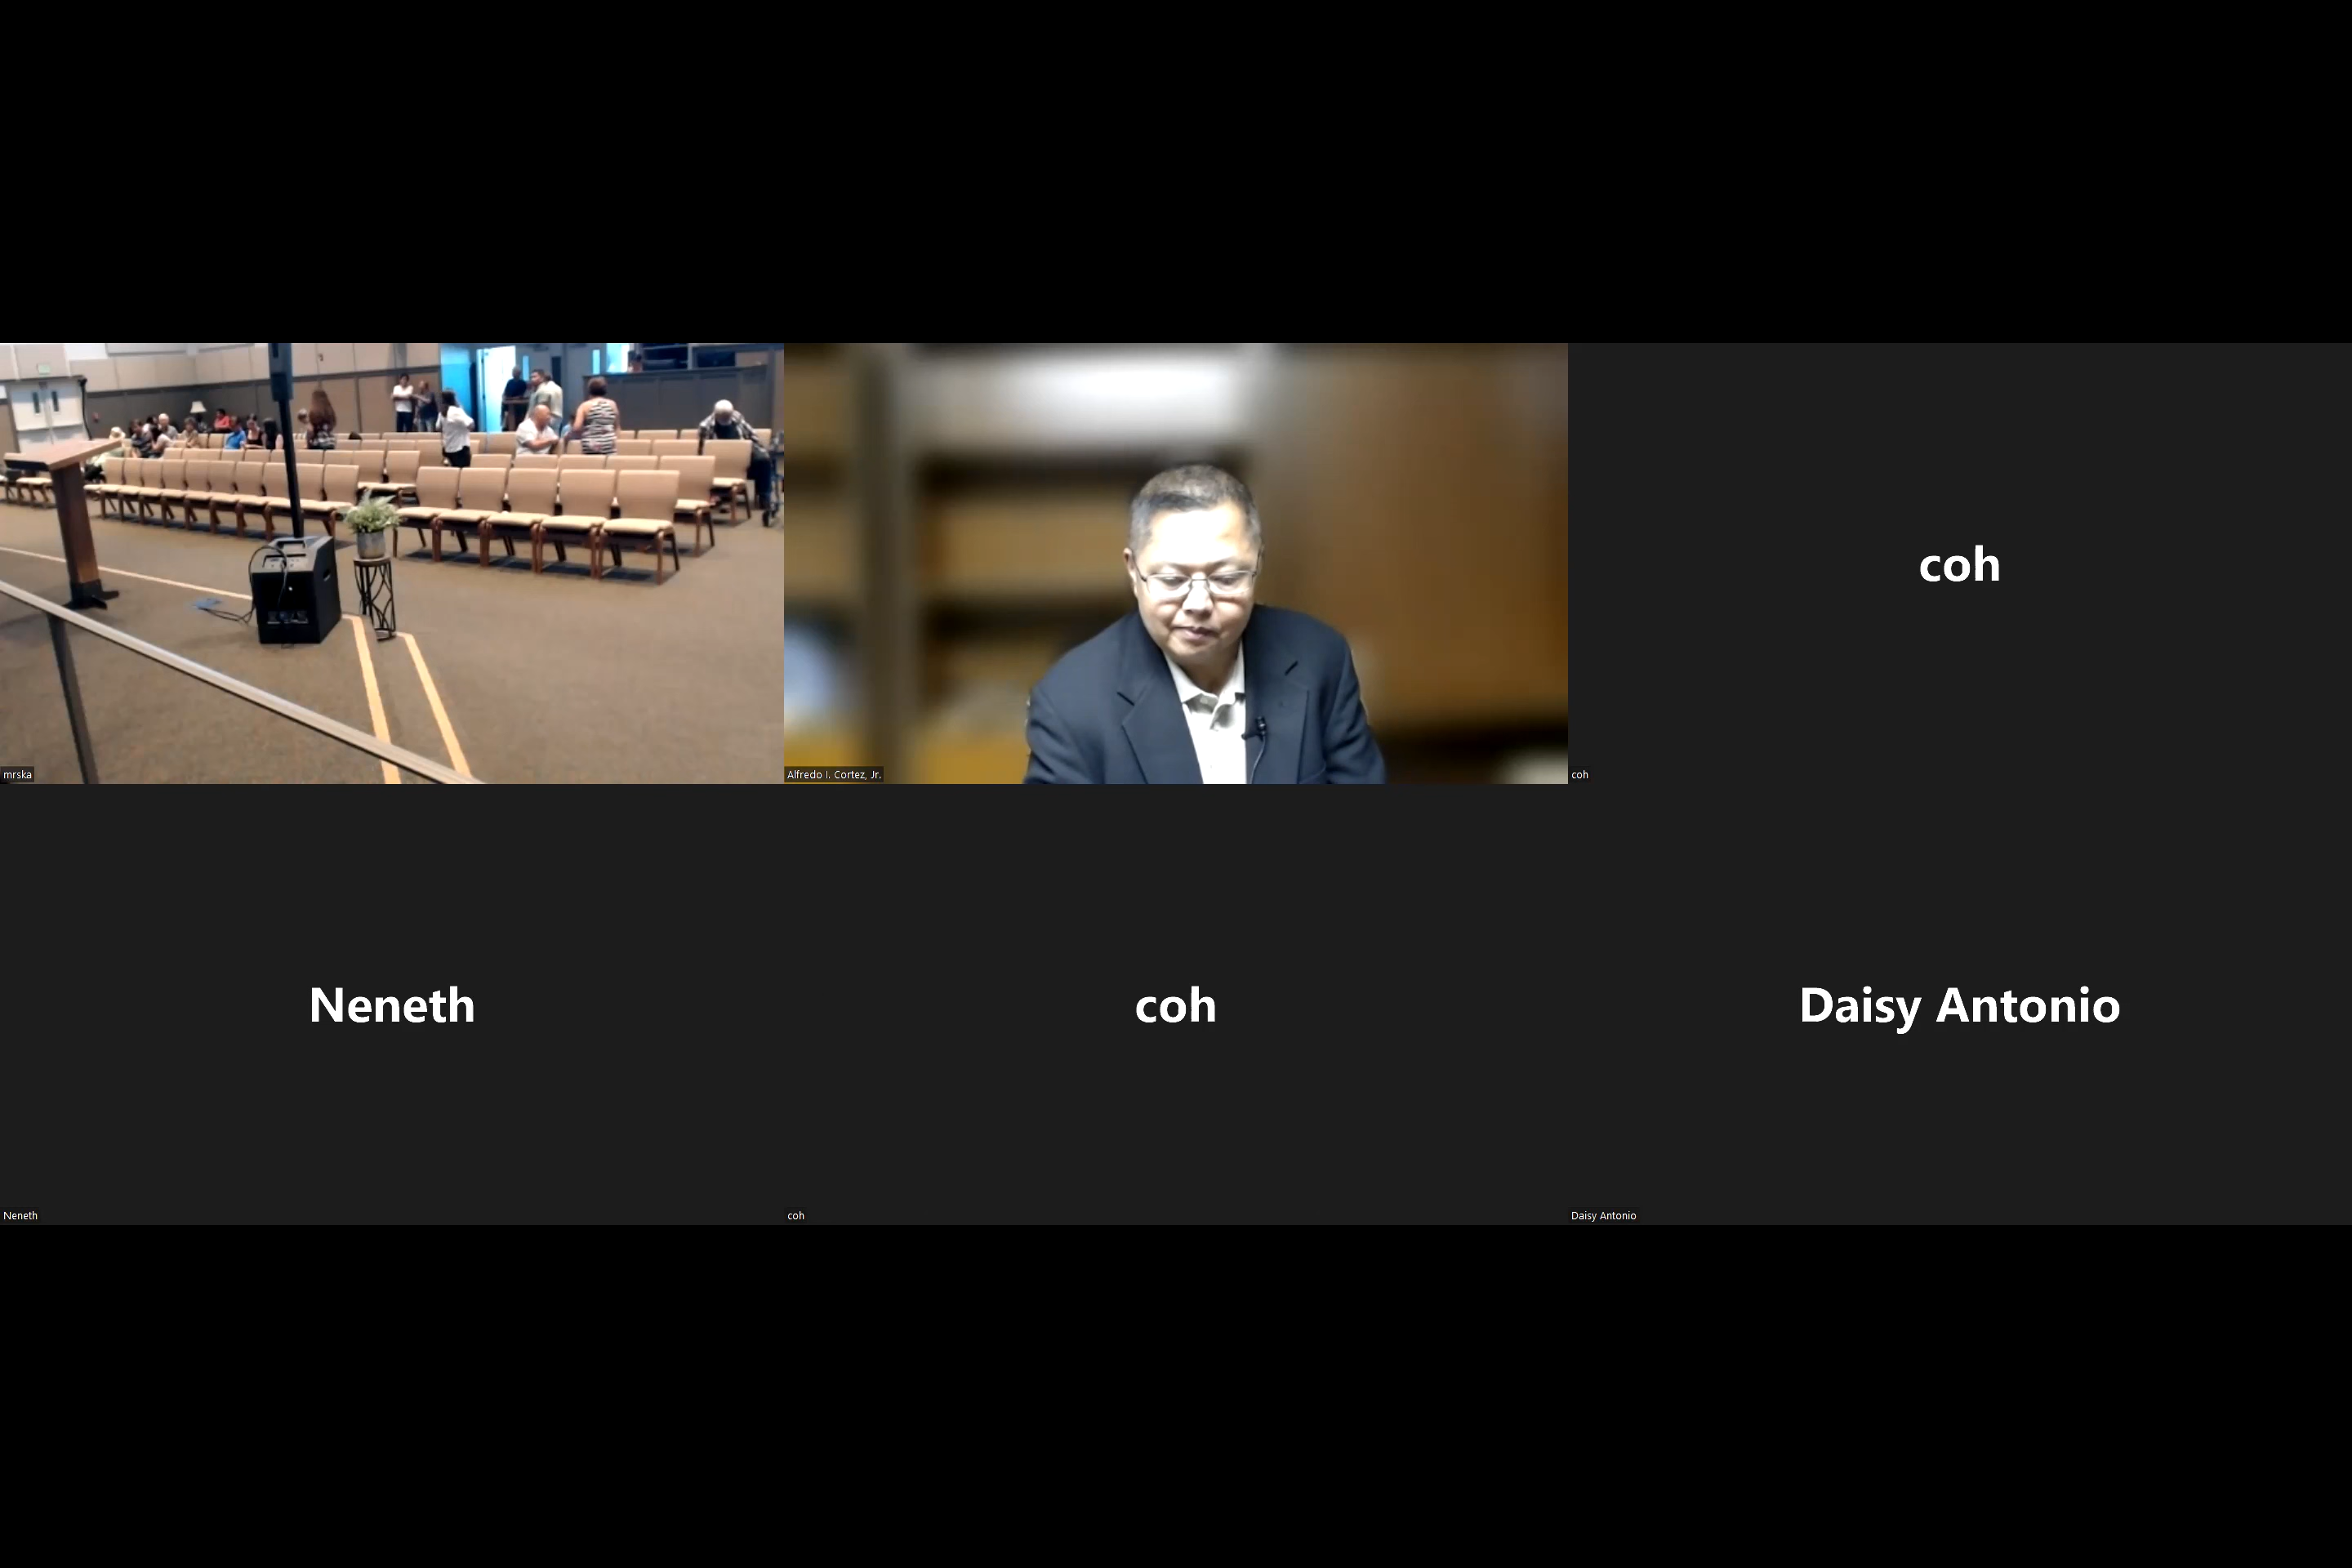 coh
mrska
Alfredo I. Cortez, Jr.
coh
Neneth
coh
Daisy Antonio
Neneth
coh
Daisy Antonio